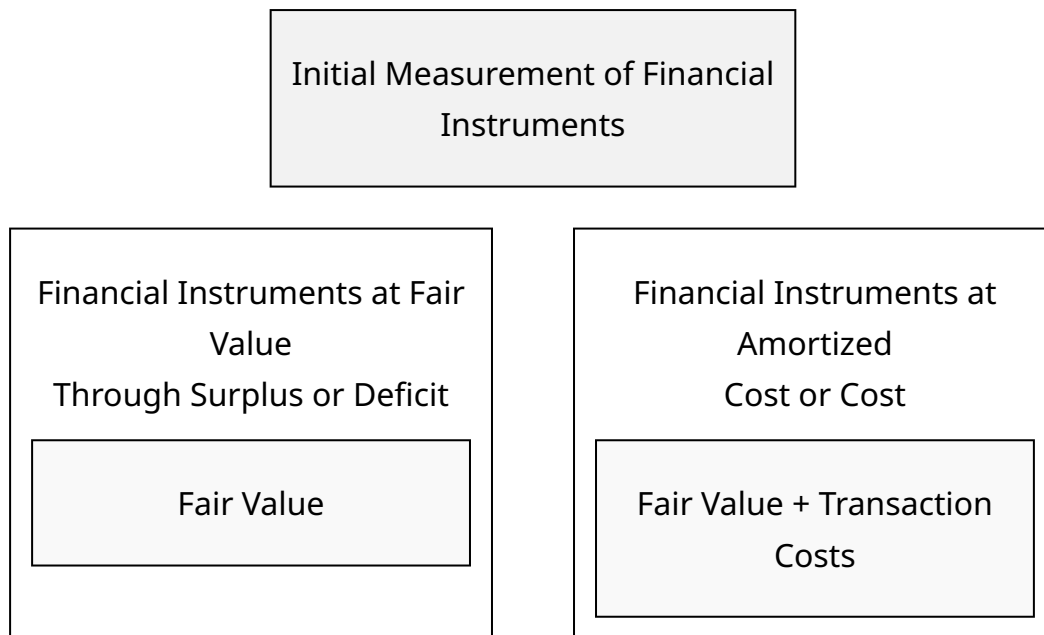 Initial Measurement of Financial
Instruments
Financial Instruments at Fair
Value
Through Surplus or Deficit
Fair Value
Financial Instruments at
Amortized
Cost or Cost
Fair Value + Transaction
Costs